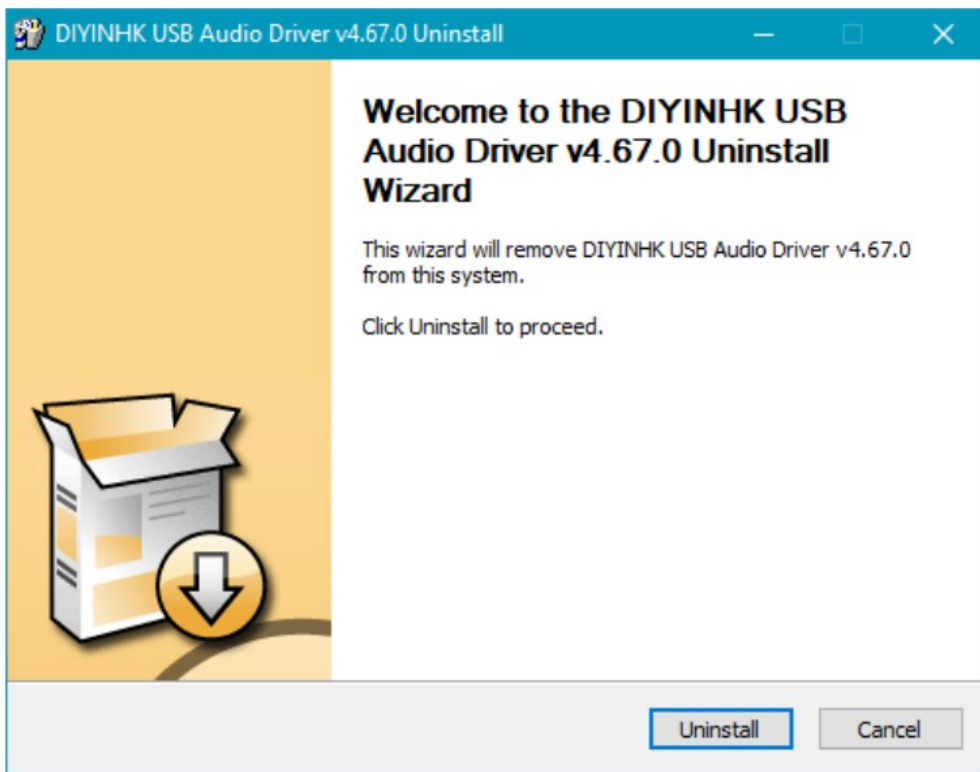 DIYINHK USB Audio Driver v4.67.0 Uninstall
Welcome to the DIYINHK USB
Audio Driver v4.67.0 Uninstall
Wizard
This wizard will remove DIYINHK USB Audio Driver v4.67.0
from this system.
Click Uninstall to proceed.
Uninstall
Cancel